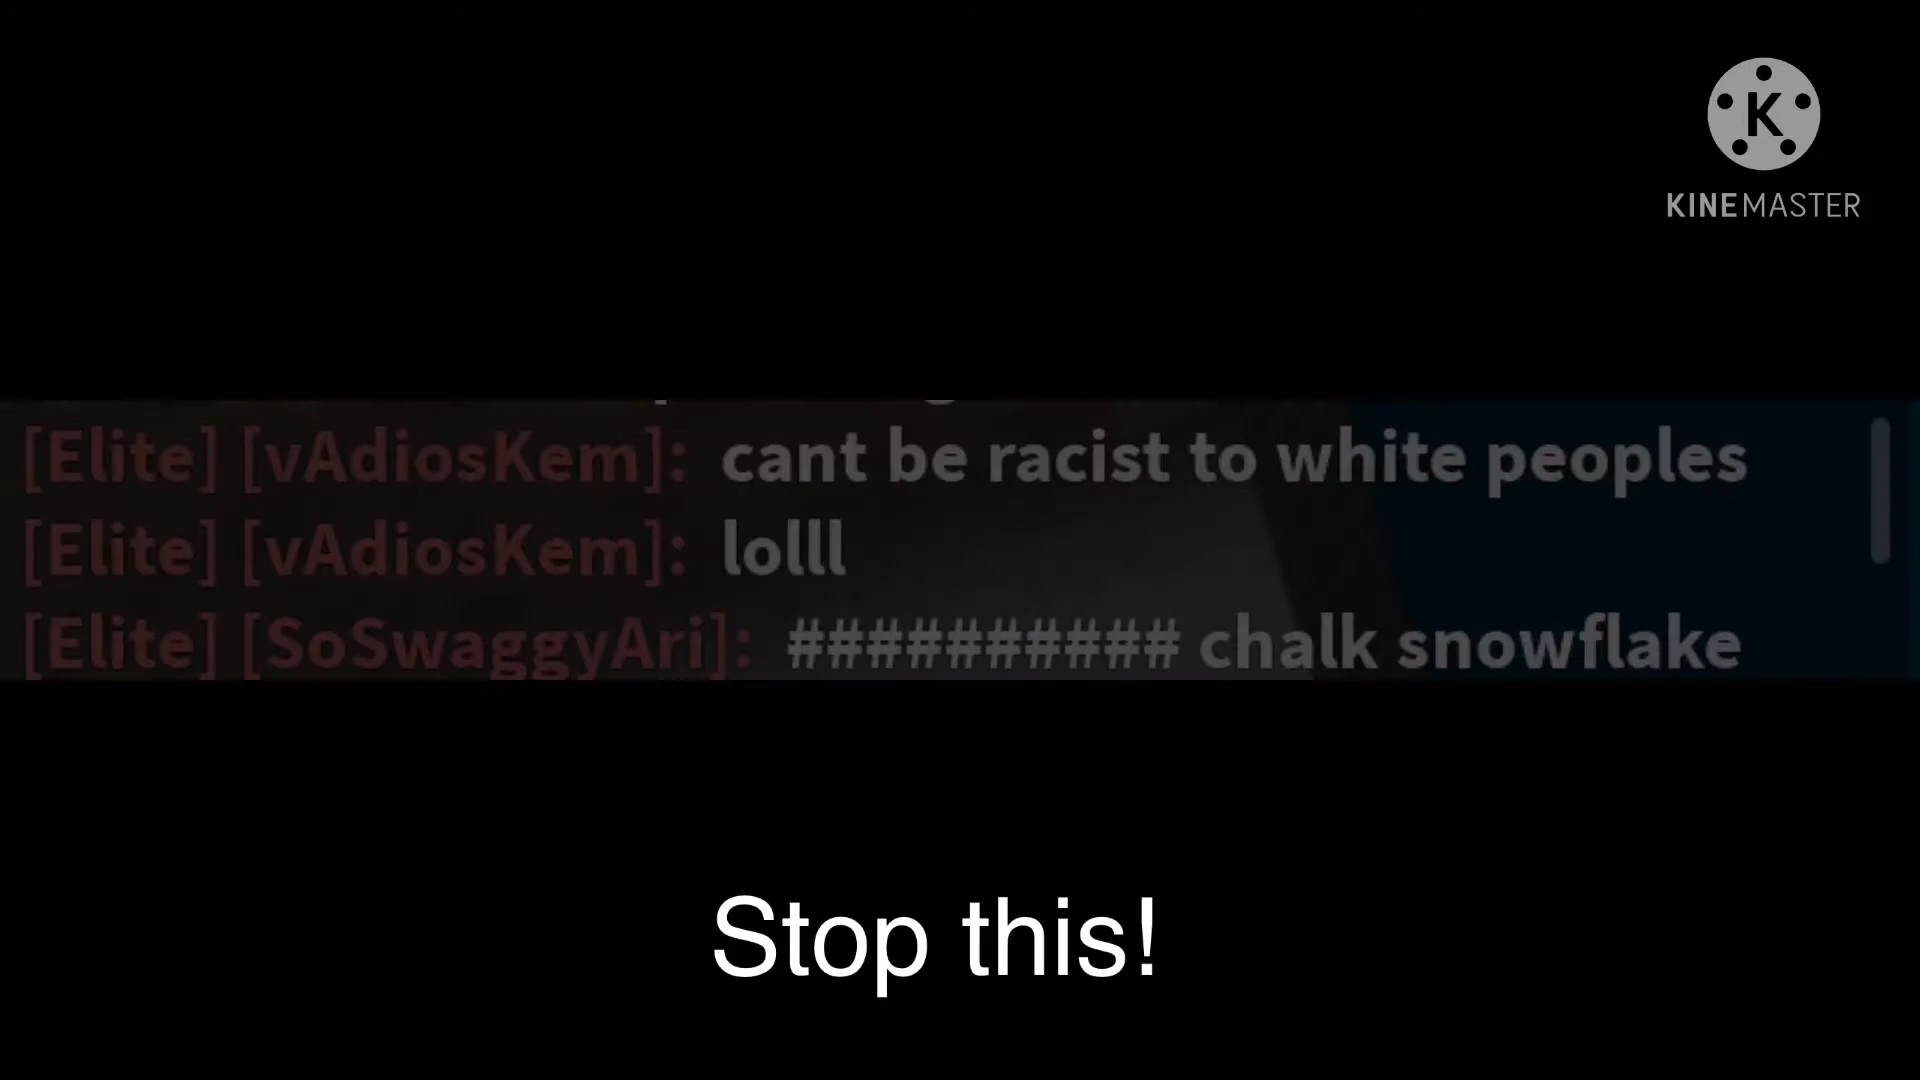 K
KINEMASTER
[Elite] [vAdiosKem]: cant be racist to white peoples
[Elite] [vAdiosKem]: lolll
[Elite] [SoSwaggyAri]: ########## chalk snowflake
Stop this!